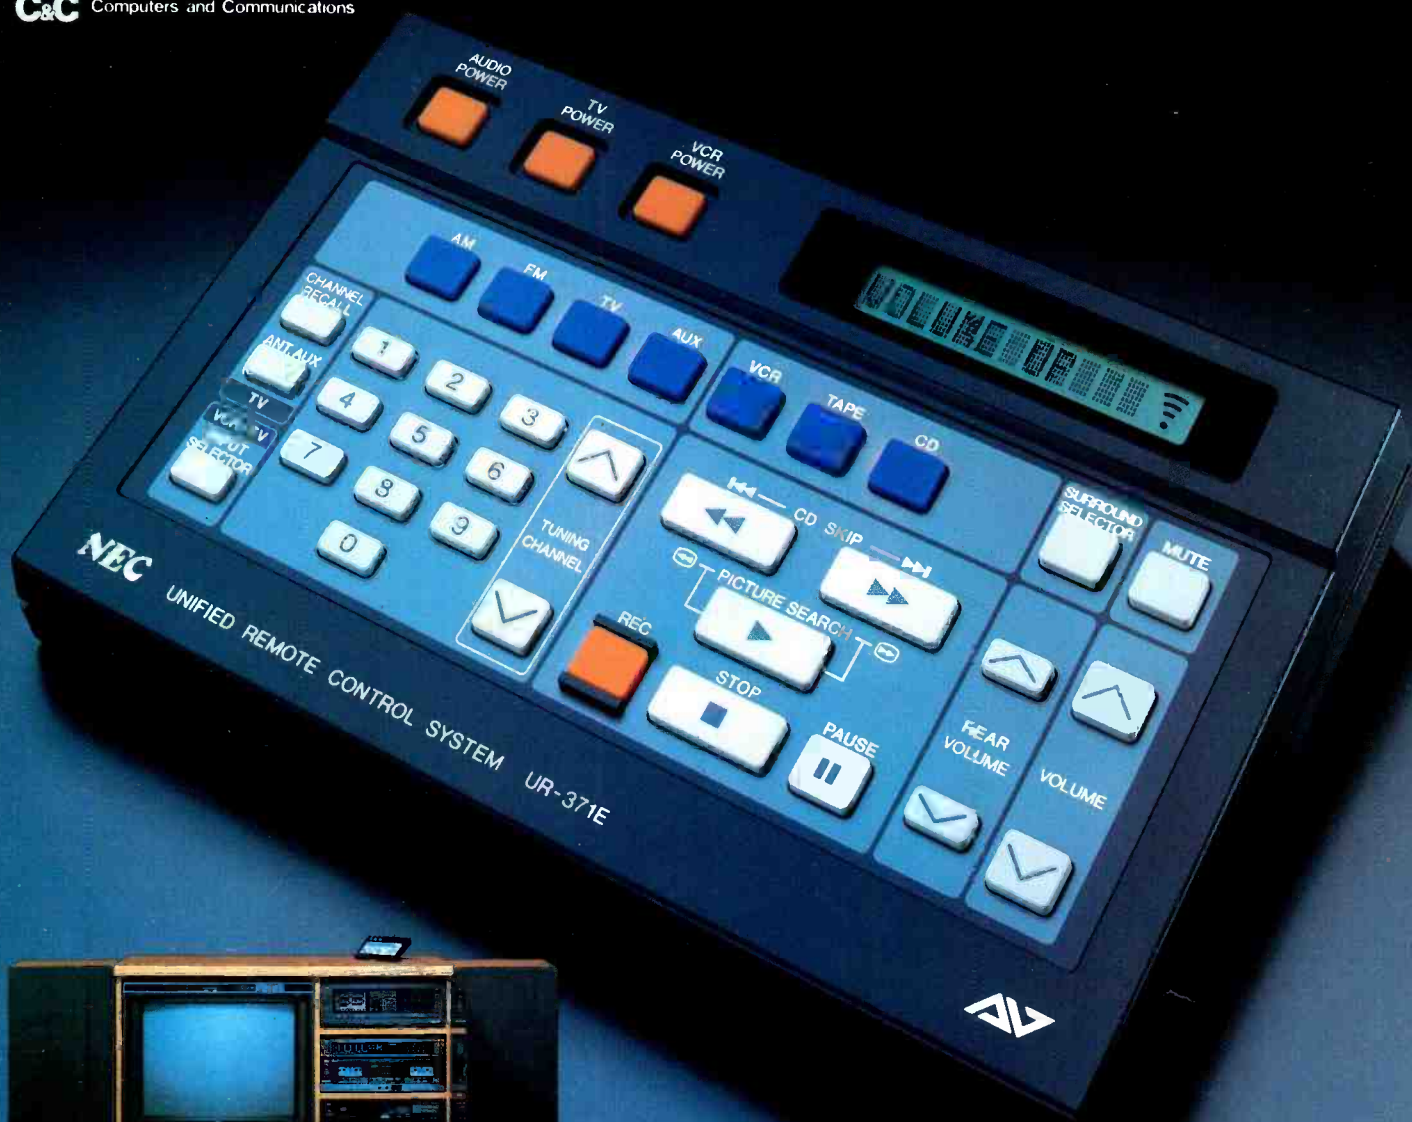 C&C Computers and Communications
AUDIO
POWER
TV
POWER
VCR
POWER
AM
FM
TV
AUX
VCR
TAPE
CD
CHANNEL
RECALL
ANT.AUX
TV
VCR/TV
INPUT
SELECTOR
1
2
3
4
5
6
7
8
9
0
TUNING
CHANNEL
CD SKIP
PICTURE SEARCH
REC
STOP
PAUSE
SURROUND
SELECTOR
MUTE
REAR
VOLUME
VOLUME
NEC
UNIFIED REMOTE CONTROL SYSTEM UR-371E